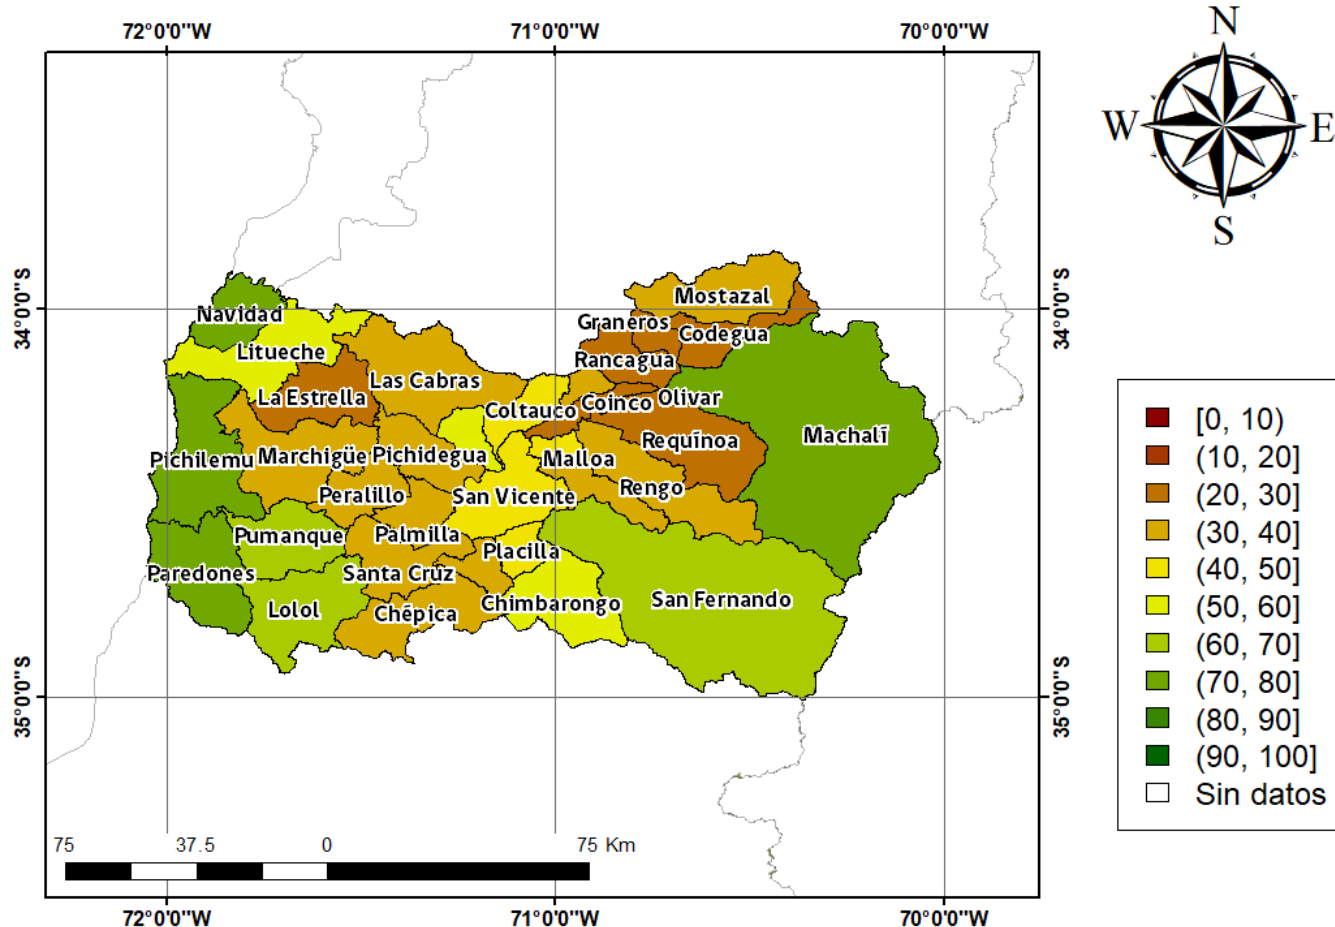 72°0'0"W 71°0'0"W 70°0'0"W
N
W E
S
34°0'0"S 34°0'0"S
Mostazal
Navidad
Graneros
Codegua
Litueche
Rancagua
Las Cabras
La Estrella
Coinco Olivar
Coltauco
Machalí
Requínoa
Pichilemu Marchigüe Pichidegua
Malloa
Rengo
Peralillo San Vicente
Pumanque Palmilla
Placilla
Paredones Santa Cruz
San Fernando
Chimbarongo
Lolol Chépica
35°0'0"S 35°0'0"S
75 37.5 0 75 Km
72°0'0"W 71°0'0"W 70°0'0"W
[0, 10)
(10, 20]
(20, 30]
(30, 40]
(40, 50]
(50, 60]
(60, 70]
(70, 80]
(80, 90]
(90, 100]
Sin datos